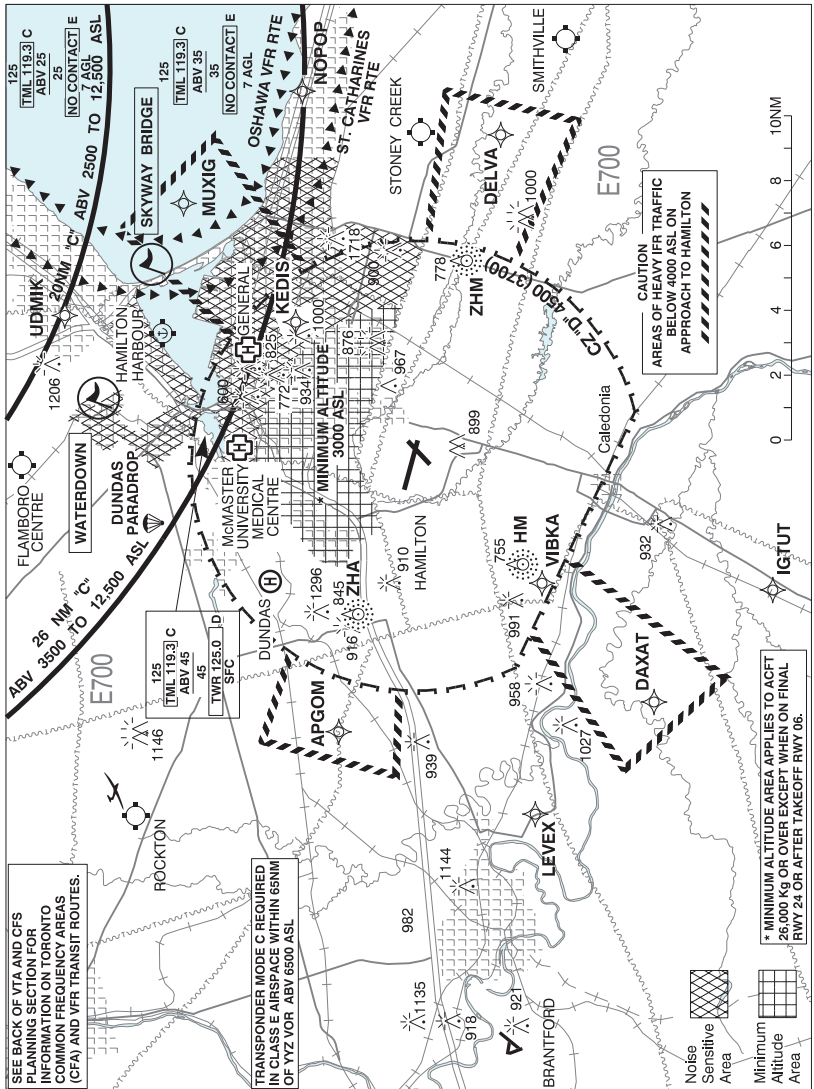 SEE BACK OF VTA AND CFS
PLANNING SECTION FOR
INFORMATION ON TORONTO
COMMON FREQUENCY AREAS
(CFA) AND VFR TRANSIT ROUTES.
ROCKTON
1146
E700
ABV 3500 TO 12,500 ASL
26 NM "C"
FLAMBORO
CENTRE
WATERDOWN
DUNDAS
PARADROP
1206
UDMIK
20NM "C" ABV 2500 TO 12,500 ASL
125
TML 119.3 C
ABV 25
25
NO CONTACT E
7 AGL
125
TML 119.3 C
ABV 35
35
NO CONTACT E
7 AGL
SKYWAY BRIDGE
MUXIG
OSHAWA VFR RTE
NOPOP
ST. CATHARINES
VFR RTE
HAMILTON
HARBOUR
GENERAL
KEDIS
1600
825
772
934
1000
876
967
1718
900
McMASTER
UNIVERSITY
MEDICAL
CENTRE
* MINIMUM ALTITUDE
3000 ASL
125
TML 119.3 C
ABV 45
45
TWR 125.0 D
SFC
DUNDAS
1296
845
916
ZHA
910
HAMILTON
899
APGOM
939
TRANSPONDER MODE C REQUIRED
IN CLASS E AIRSPACE WITHIN 65NM
OF YYZ VOR ABV 6500 ASL
982
1144
1135
918
921
BRANTFORD
LEVEX
958
991
755
HM
VIBKA
1027
DAXAT
932
IGTUT
Caledonia
CZ "D" 4500 (3700)
778
ZHM
STONEY CREEK
DELVA
1000
SMITHVILLE
E700
CAUTION
AREAS OF HEAVY IFR TRAFFIC
BELOW 4000 ASL ON
APPROACH TO HAMILTON
0 2 4 6 8 10NM
* MINIMUM ALTITUDE AREA APPLIES TO ACFT
26,000 Kg OR OVER EXCEPT WHEN ON FINAL
RWY 24 OR AFTER TAKEOFF RWY 06.
Noise
Sensitive
Area
Minimum
Altitude
Area